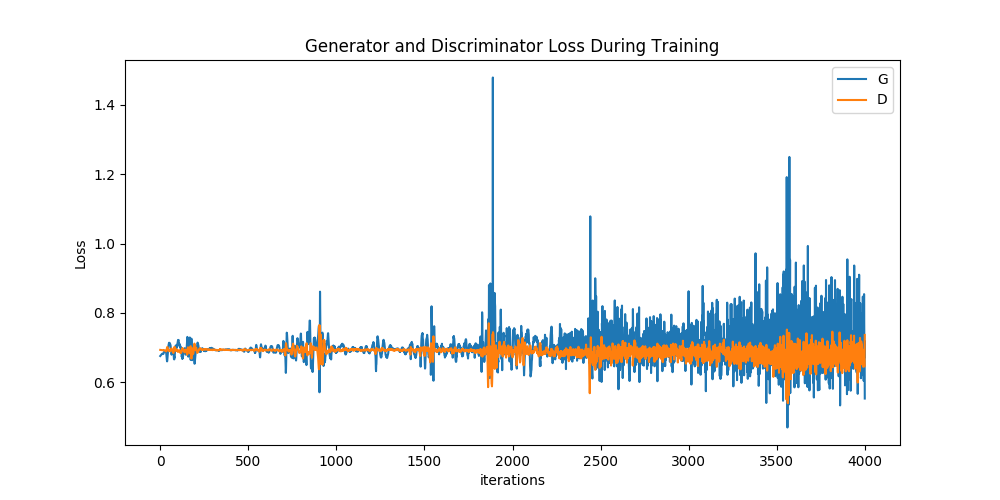 Generator and Discriminator Loss During Training
G
D
1.4
1.2
1.0
0.8
0.6
Loss
0 500 1000 1500 2000 2500 3000 3500 4000
iterations